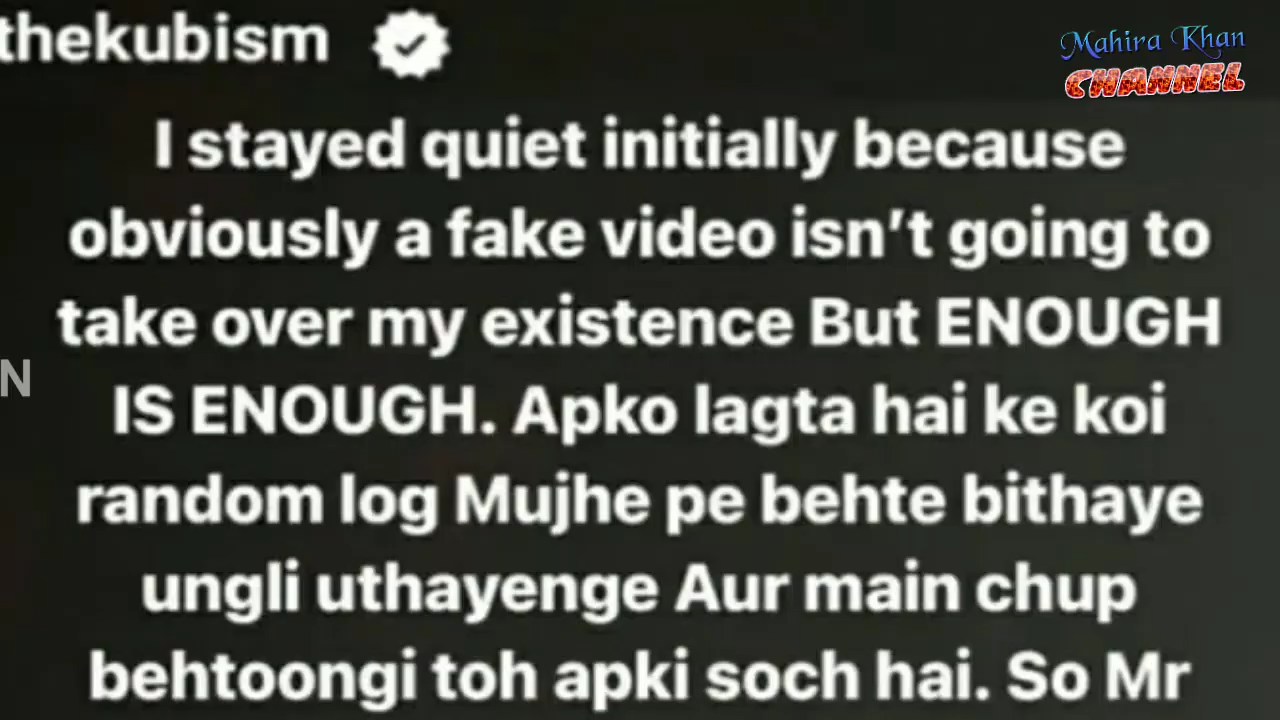 thekubism
Mahira Khan
CHANNEL
I stayed quiet initially because
obviously a fake video isn’t going to
take over my existence But ENOUGH
IS ENOUGH. Apko lagta hai ke koi
N
random log Mujhe pe behte bithaye
ungli uthayenge Aur main chup
behtoongi toh apki soch hai. So Mr